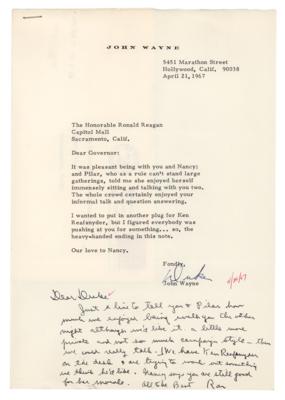 JOHN WAYNE
5451 Marathon Street
Hollywood, Calif. 90038
April 21, 1967
The Honorable Ronald Reagan
Capitol Mall
Sacramento, Calif.
Dear Governor:
It was pleasant being with you and Nancy;
and Pilar, who as a rule can't stand large
gatherings, told me she enjoyed herself
immensely sitting and talking with you two.
The whole crowd certainly enjoyed your
informal talk and question answering.
I wanted to put in another plug for Ken
Reafsnyder, but I figured everybody was
pushing at you for something... so, the
heavy-handed ending in this note.
Our love to Nancy.
Fondly,
Duke
John Wayne
Dear Duke
Just a line to tell you & Pilar how
much we enjoyed being with you the other
night although we'd like it a little more
private and not so much campaign style – then
we could really talk. We have Ken Reafsnyder
on the desk & are trying to work out something
we think he'd like. Nancy says you are still good
for her morale.
All the Best Ron